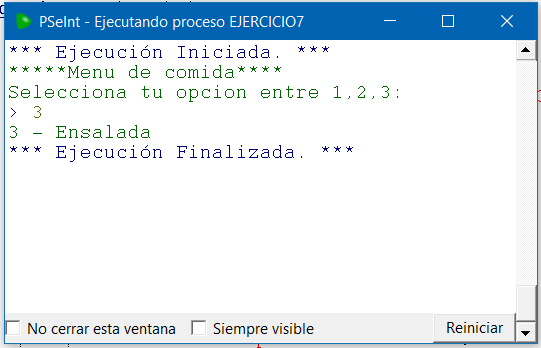 PSeInt - Ejecutando proceso EJERCICIO7
*** Ejecución Iniciada. ***
*****Menu de comida****
Selecciona tu opcion entre 1,2,3:
> 3
3 - Ensalada
*** Ejecución Finalizada. ***
No cerrar esta ventana Siempre visible Reiniciar